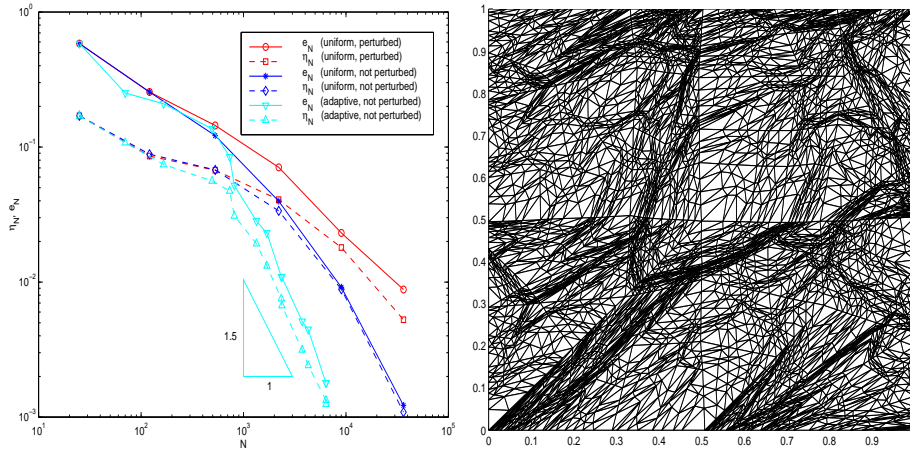 10^0
10^-1
10^-2
10^-3
η_N, e_N
10^1
10^2
10^3
10^4
10^5
N
e_N (uniform, perturbed)
η_N (uniform, perturbed)
e_N (uniform, not perturbed)
η_N (uniform, not perturbed)
e_N (adaptive, not perturbed)
η_N (adaptive, not perturbed)
1.5
1
1
0.9
0.8
0.7
0.6
0.5
0.4
0.3
0.2
0.1
0
0 0.1 0.2 0.3 0.4 0.5 0.6 0.7 0.8 0.9